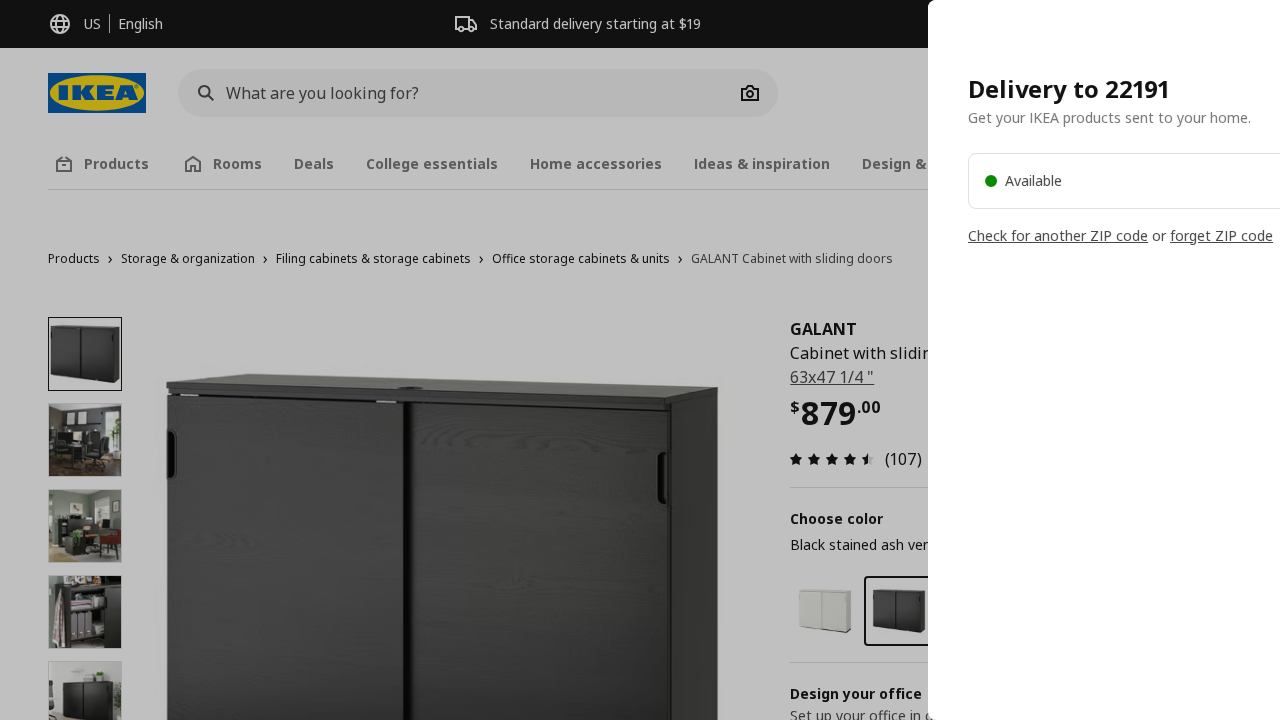 US
English
Standard delivery starting at $19
IKEA
What are you looking for?
Products
Rooms
Deals
College essentials
Home accessories
Ideas & inspiration
Design &
Products › Storage & organization › Filing cabinets & storage cabinets › Office storage cabinets & units › GALANT Cabinet with sliding doors
GALANT
Cabinet with slidin
63x47 1/4 "
$879.00
(107)
Choose color
Black stained ash ver
Design your office
Set up your office in
Delivery to 22191
Get your IKEA products sent to your home.
Available
Check for another ZIP code or forget ZIP code